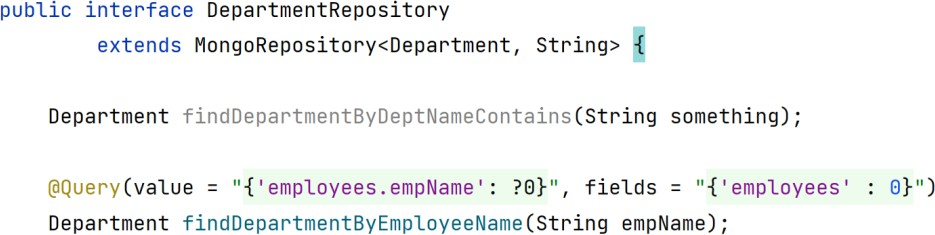 public interface DepartmentRepository
extends MongoRepository<Department, String> {
Department findDepartmentByDeptNameContains(String something);
@Query(value = "{'employees.empName': ?0}", fields = "{'employees' : 0}")
Department findDepartmentByEmployeeName(String empName);